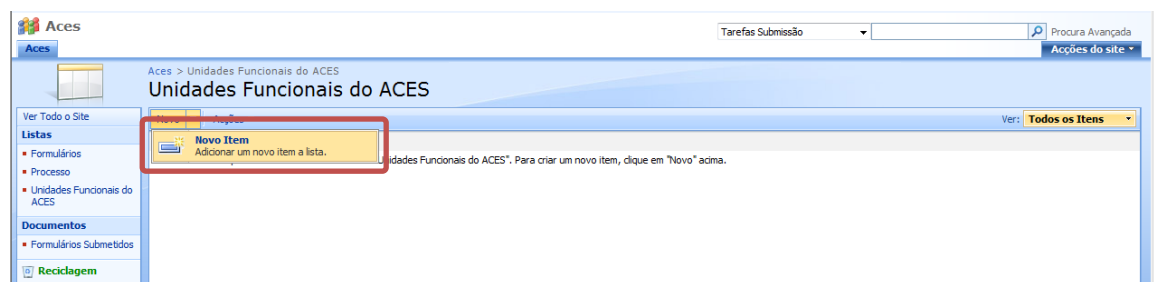 Aces
Tarefas Submissão
Procura Avançada
Aces
Acções do site
Aces > Unidades Funcionais do ACES
Unidades Funcionais do ACES
Ver Todo o Site
Novo Acções
Ver: Todos os Itens
Listas
Novo Item
Adicionar um novo item a lista.
Formulários
Unidades Funcionais do ACES". Para criar um novo item, clique em "Novo" acima.
Processo
Unidades Funcionais do
ACES
Documentos
Formulários Submetidos
Reciclagem